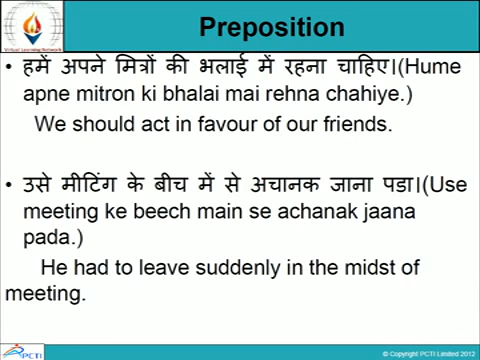 Preposition
Virtual Learning Network
• हमें अपने मित्रों की भलाई में रहना चाहिए।(Hume
apne mitron ki bhalai mai rehna chahiye.)
We should act in favour of our friends.
• उसे मीटिंग के बीच में से अचानक जाना पडा।(Use
meeting ke beech main se achanak jaana
pada.)
He had to leave suddenly in the midst of
meeting.
PCTI
© Copyright PCTI Limited 2012